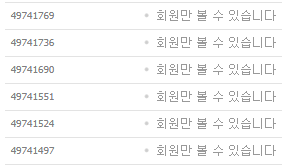 49741769 회원만 볼 수 있습니다
49741736 회원만 볼 수 있습니다
49741690 회원만 볼 수 있습니다
49741551 회원만 볼 수 있습니다
49741524 회원만 볼 수 있습니다
49741497 회원만 볼 수 있습니다